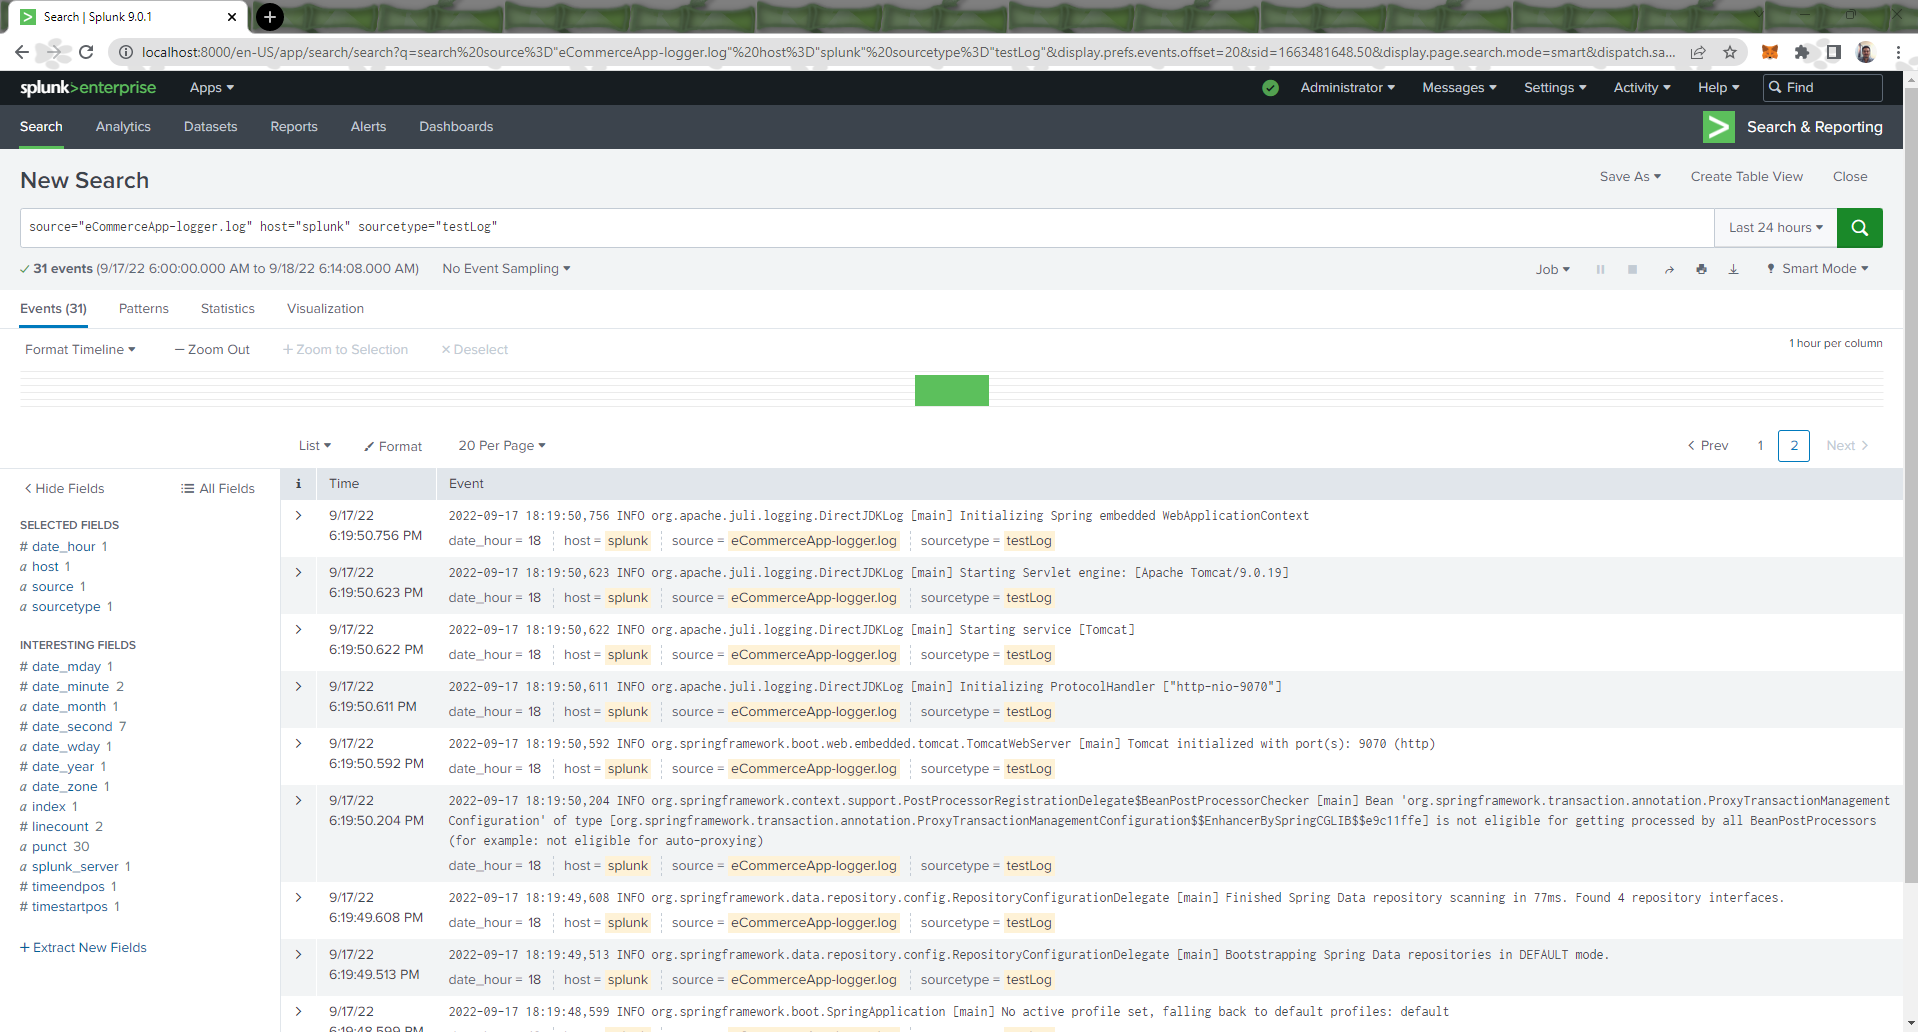 Search | Splunk 9.0.1
localhost:8000/en-US/app/search/search?q=search%20source%3D"eCommerceApp-logger.log"%20host%3D"splunk"%20sourcetype%3D"testLog"&display.prefs.events.offset=20&sid=1663481648.50&display.page.search.mode=smart&dispatch.sa...
splunk>enterprise Apps Administrator Messages Settings Activity Help Find
Search Analytics Datasets Reports Alerts Dashboards Search & Reporting
New Search Save As Create Table View Close
source="eCommerceApp-logger.log" host="splunk" sourcetype="testLog" Last 24 hours
31 events (9/17/22 6:00:00.000 AM to 9/18/22 6:14:08.000 AM) No Event Sampling Job Smart Mode
Events (31) Patterns Statistics Visualization
Format Timeline — Zoom Out + Zoom to Selection × Deselect 1 hour per column
List Format 20 Per Page < Prev 1 2 Next >
< Hide Fields All Fields
SELECTED FIELDS
# date_hour 1
a host 1
a source 1
a sourcetype 1
INTERESTING FIELDS
# date_mday 1
# date_minute 2
a date_month 1
# date_second 7
a date_wday 1
# date_year 1
a date_zone 1
a index 1
# linecount 2
a punct 30
a splunk_server 1
# timeendpos 1
# timestartpos 1
+ Extract New Fields
i Time Event
> 9/17/22 2022-09-17 18:19:50,756 INFO org.apache.juli.logging.DirectJDKLog [main] Initializing Spring embedded WebApplicationContext
6:19:50.756 PM date_hour = 18 host = splunk source = eCommerceApp-logger.log sourcetype = testLog
> 9/17/22 2022-09-17 18:19:50,623 INFO org.apache.juli.logging.DirectJDKLog [main] Starting Servlet engine: [Apache Tomcat/9.0.19]
6:19:50.623 PM date_hour = 18 host = splunk source = eCommerceApp-logger.log sourcetype = testLog
> 9/17/22 2022-09-17 18:19:50,622 INFO org.apache.juli.logging.DirectJDKLog [main] Starting service [Tomcat]
6:19:50.622 PM date_hour = 18 host = splunk source = eCommerceApp-logger.log sourcetype = testLog
> 9/17/22 2022-09-17 18:19:50,611 INFO org.apache.juli.logging.DirectJDKLog [main] Initializing ProtocolHandler ["http-nio-9070"]
6:19:50.611 PM date_hour = 18 host = splunk source = eCommerceApp-logger.log sourcetype = testLog
> 9/17/22 2022-09-17 18:19:50,592 INFO org.springframework.boot.web.embedded.tomcat.TomcatWebServer [main] Tomcat initialized with port(s): 9070 (http)
6:19:50.592 PM date_hour = 18 host = splunk source = eCommerceApp-logger.log sourcetype = testLog
> 9/17/22 2022-09-17 18:19:50,204 INFO org.springframework.context.support.PostProcessorRegistrationDelegate$BeanPostProcessorChecker [main] Bean 'org.springframework.transaction.annotation.ProxyTransactionManagement
6:19:50.204 PM Configuration' of type [org.springframework.transaction.annotation.ProxyTransactionManagementConfiguration$$EnhancerBySpringCGLIB$$e9c11ffe] is not eligible for getting processed by all BeanPostProcessors
(for example: not eligible for auto-proxying)
date_hour = 18 host = splunk source = eCommerceApp-logger.log sourcetype = testLog
> 9/17/22 2022-09-17 18:19:49,608 INFO org.springframework.data.repository.config.RepositoryConfigurationDelegate [main] Finished Spring Data repository scanning in 77ms. Found 4 repository interfaces.
6:19:49.608 PM date_hour = 18 host = splunk source = eCommerceApp-logger.log sourcetype = testLog
> 9/17/22 2022-09-17 18:19:49,513 INFO org.springframework.data.repository.config.RepositoryConfigurationDelegate [main] Bootstrapping Spring Data repositories in DEFAULT mode.
6:19:49.513 PM date_hour = 18 host = splunk source = eCommerceApp-logger.log sourcetype = testLog
> 9/17/22 2022-09-17 18:19:48,599 INFO org.springframework.boot.SpringApplication [main] No active profile set, falling back to default profiles: default
6:19:48.599 PM